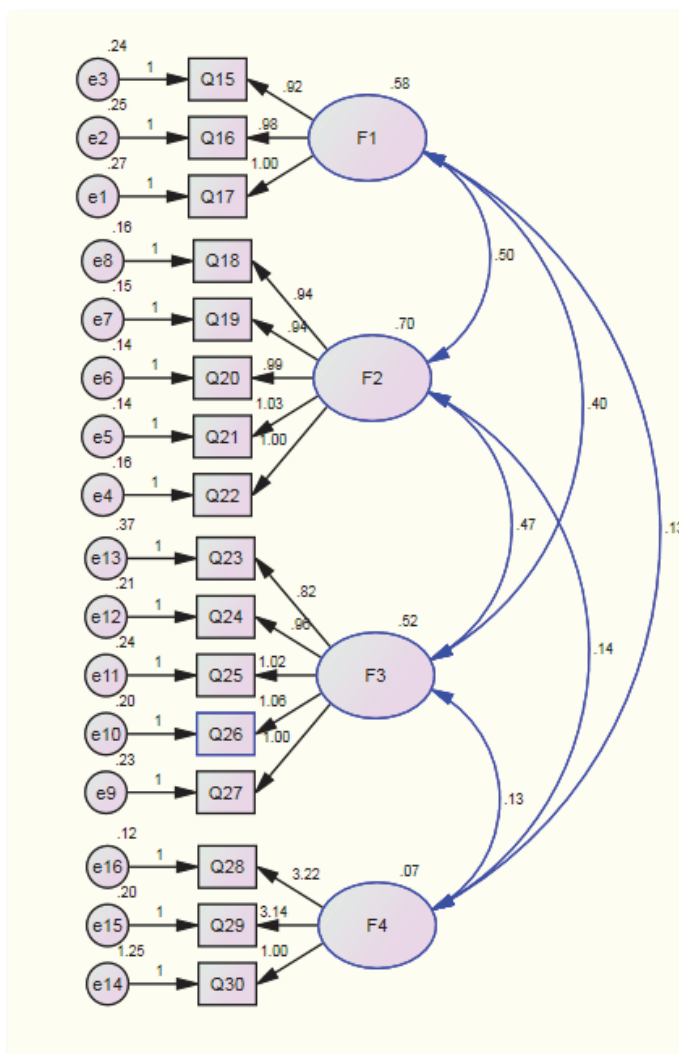 .24
e3 1 Q15 .92 .58
.25
e2 1 Q16 .98 F1
.27 1.00
e1 1 Q17
.16
e8 1 Q18 .50
.15 .94
e7 1 Q19 .94 .70
.14
e6 1 Q20 .99 F2
.14 1.03 .40
e5 1 Q21 1.00
.16
e4 1 Q22
.37 .47 .13
e13 1 Q23
.21 .82
e12 1 Q24 .96 .52
.24 .14
e11 1 Q25 1.02 F3
.20 1.06
e10 1 Q26 1.00
.23
e9 1 Q27 .13
.12
e16 1 Q28 3.22 .07
.20
e15 1 Q29 3.14 F4
1.25 1.00
e14 1 Q30